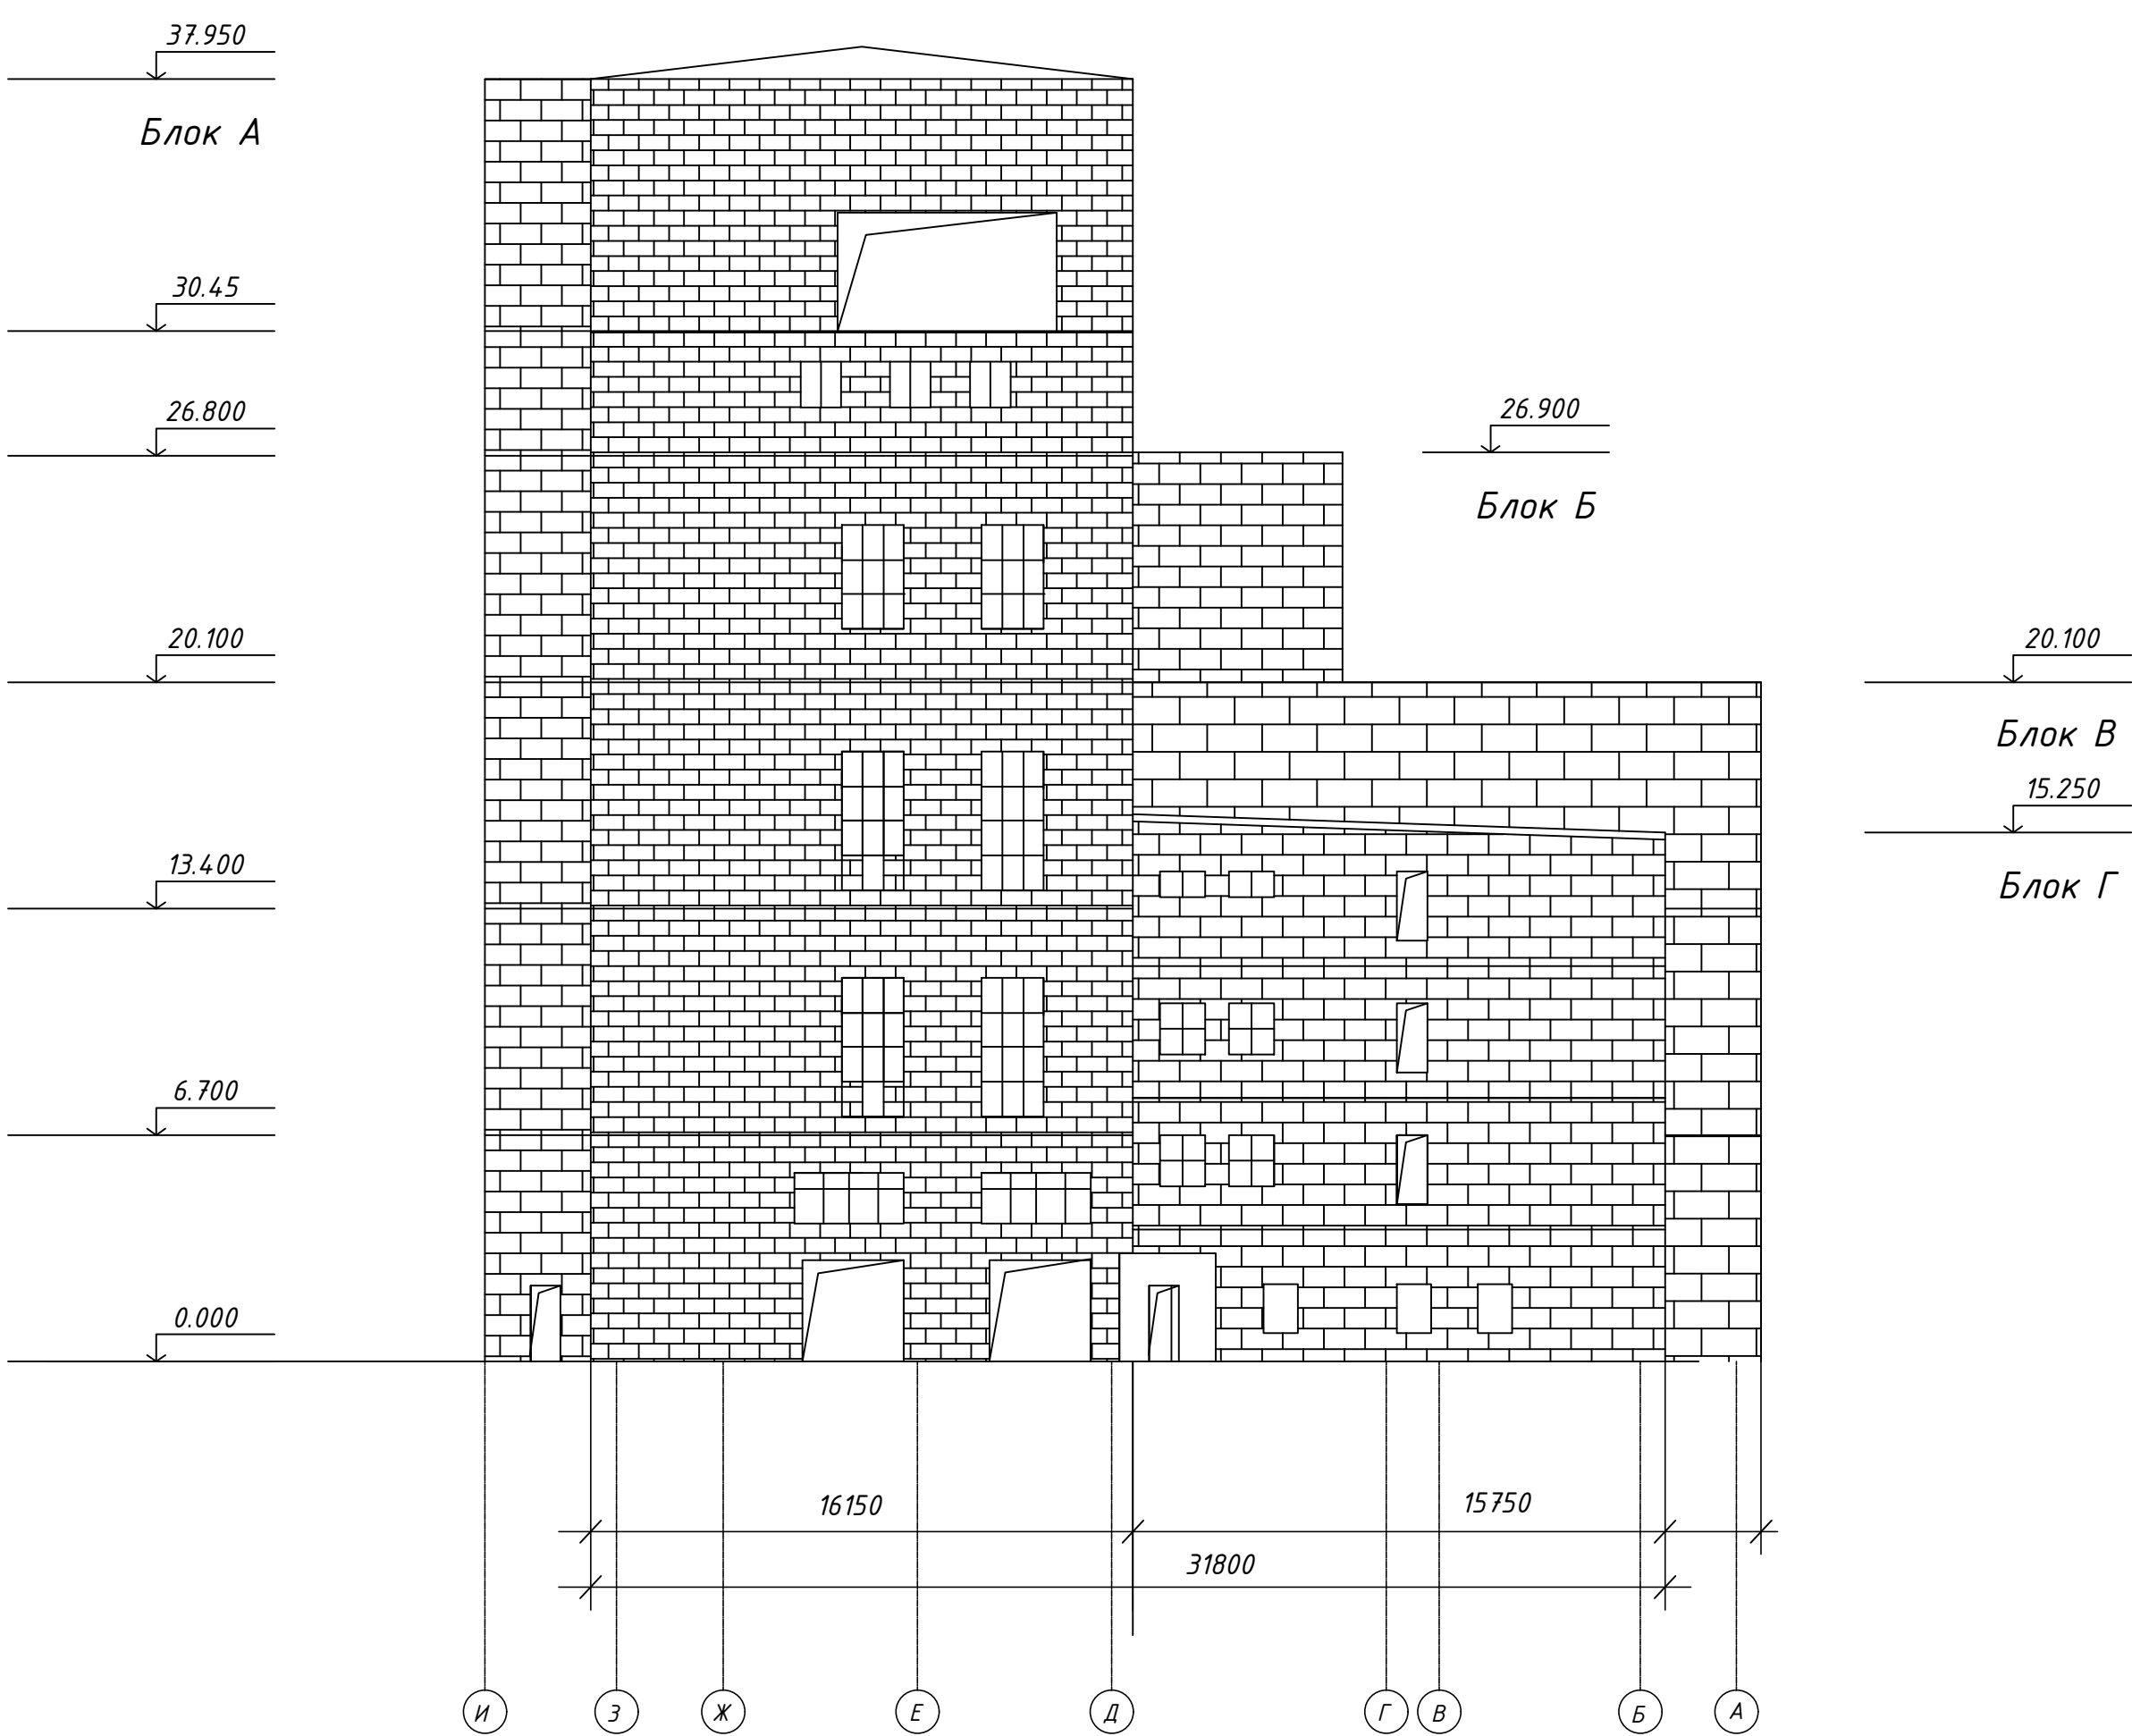 37.950
Блок А
30.45
26.800
26.900
Блок Б
20.100
20.100
Блок В
15.250
13.400
Блок Г
6.700
0.000
16150
15750
31800
И
З
Ж
Е
Д
Г
В
Б
А